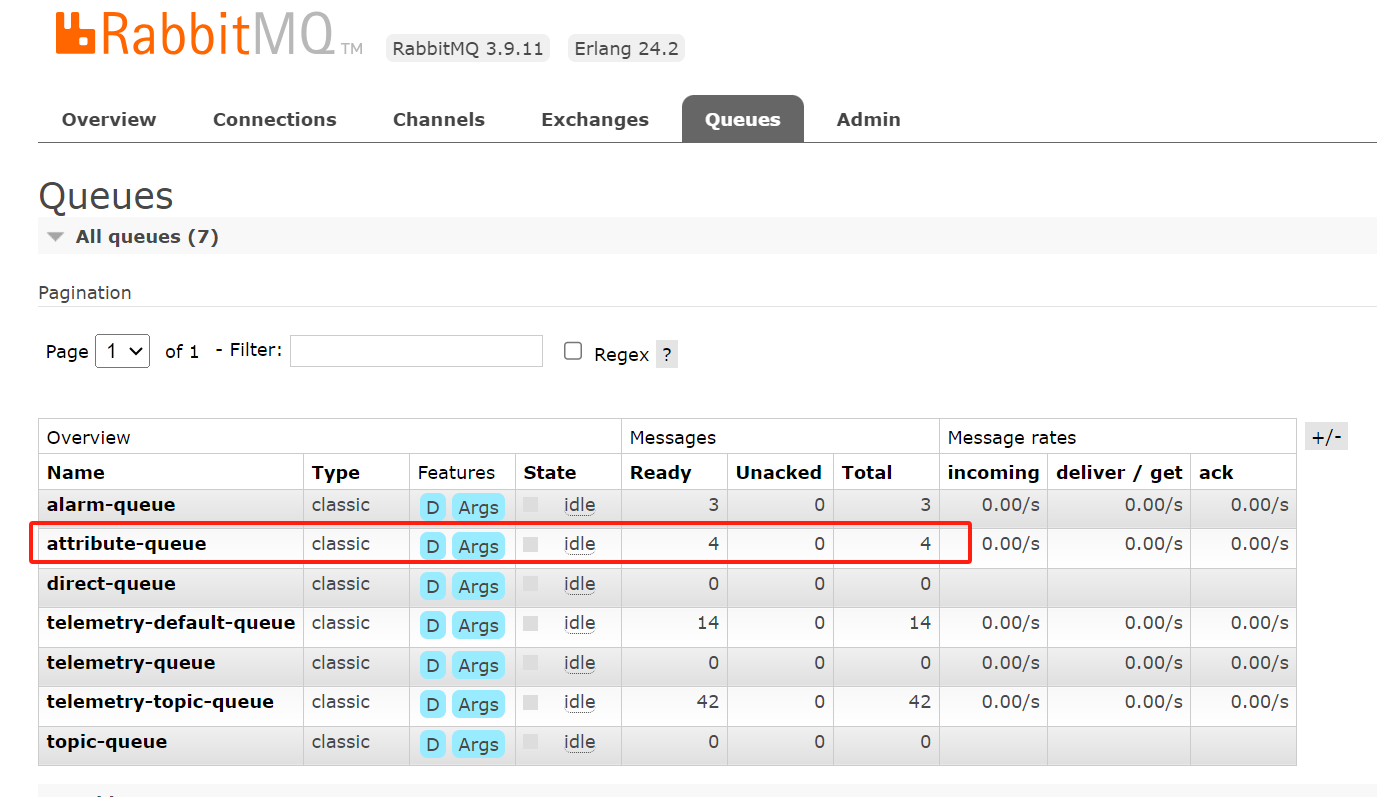 RabbitMQ TM RabbitMQ 3.9.11 Erlang 24.2
Overview Connections Channels Exchanges Queues Admin
Queues
All queues (7)
Pagination
Page 1 of 1 - Filter: Regex ?
Overview Messages Message rates +/-
Name Type Features State Ready Unacked Total incoming deliver / get ack
alarm-queue classic D Args idle 3 0 3 0.00/s 0.00/s 0.00/s
attribute-queue classic D Args idle 4 0 4 0.00/s 0.00/s 0.00/s
direct-queue classic D Args idle 0 0 0
telemetry-default-queue classic D Args idle 14 0 14 0.00/s 0.00/s 0.00/s
telemetry-queue classic D Args idle 0 0 0 0.00/s 0.00/s 0.00/s
telemetry-topic-queue classic D Args idle 42 0 42 0.00/s 0.00/s 0.00/s
topic-queue classic D Args idle 0 0 0